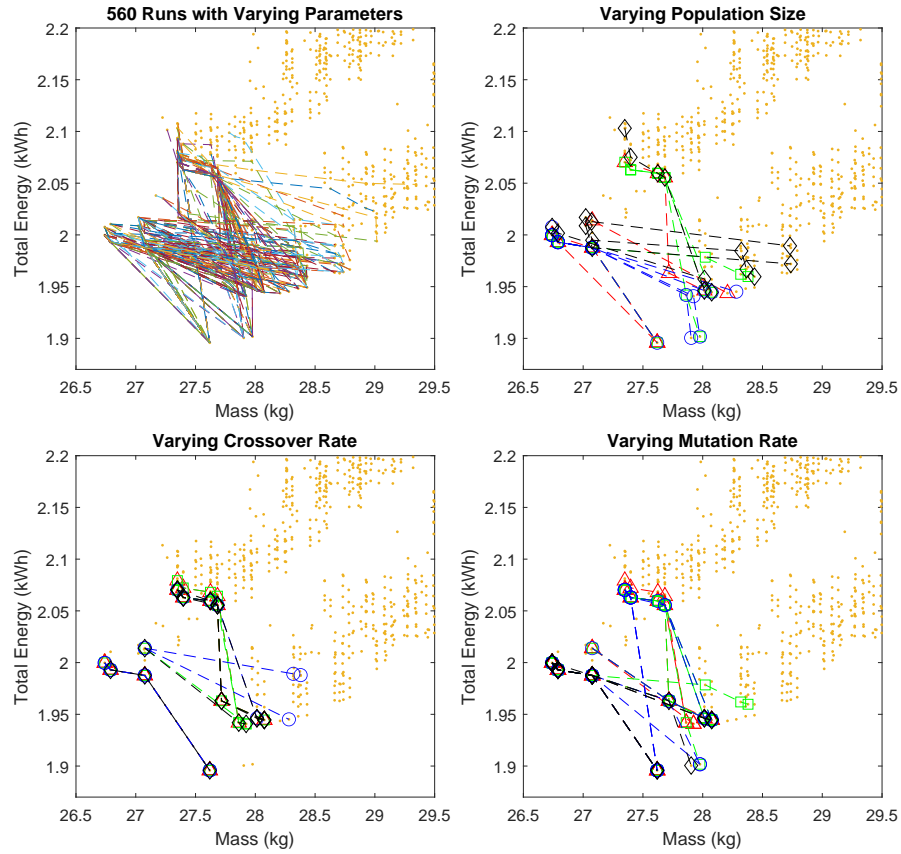 560 Runs with Varying Parameters
Varying Population Size
2.2
2.15
2.1
2.05
2
1.95
1.9
Total Energy (kWh)
26.5 27 27.5 28 28.5 29 29.5
Mass (kg)
2.2
2.15
2.1
2.05
2
1.95
1.9
Total Energy (kWh)
26.5 27 27.5 28 28.5 29 29.5
Mass (kg)
Varying Crossover Rate
Varying Mutation Rate
2.2
2.15
2.1
2.05
2
1.95
1.9
Total Energy (kWh)
26.5 27 27.5 28 28.5 29 29.5
Mass (kg)
2.2
2.15
2.1
2.05
2
1.95
1.9
Total Energy (kWh)
26.5 27 27.5 28 28.5 29 29.5
Mass (kg)